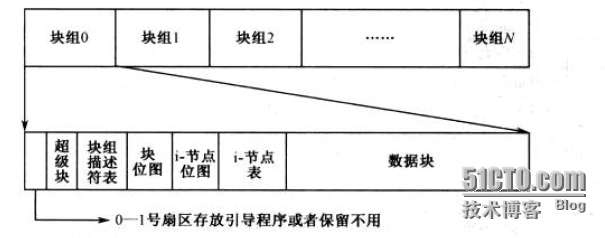 块组0 块组1 块组2 …… 块组N
超级块 块组描述符表 块位图 i-节点位图 i-节点表 数据块
0—1号扇区存放引导程序或者保留不用
51CTO.com
技术博客 Blog